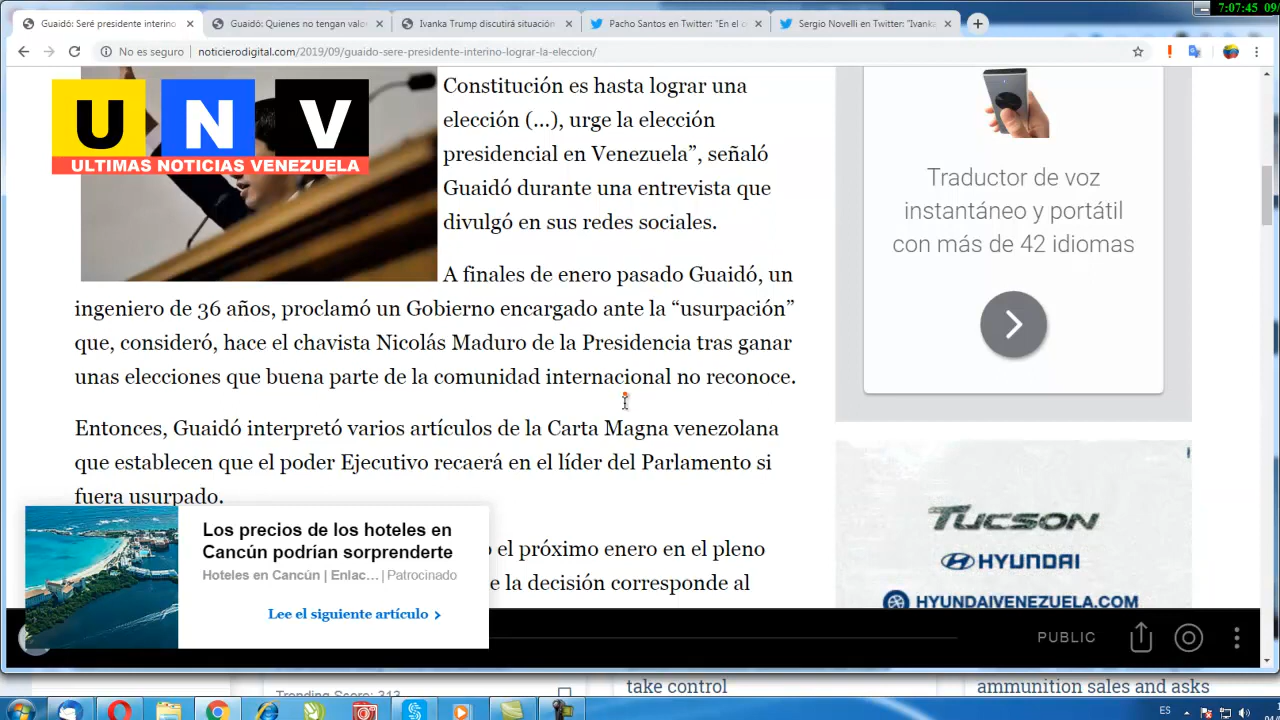 7:07:45
Guaidó: Seré presidente interino
Guaidó: Quienes no tengan valo
Ivanka Trump discute situación
Pacho Santos en Twitter: "En el c
Sergio Novelli en Twitter: "Ivank
No es seguro
noticierodigital.com/2019/09/guaido-sere-presidente-interino-lograr-la-eleccion/
U N V
ULTIMAS NOTICIAS VENEZUELA
Constitución es hasta lograr una
elección (...), urge la elección
presidencial en Venezuela”, señaló
Guaidó durante una entrevista que
divulgó en sus redes sociales.
A finales de enero pasado Guaidó, un
ingeniero de 36 años, proclamó un Gobierno encargado ante la “usurpación”
que, consideró, hace el chavista Nicolás Maduro de la Presidencia tras ganar
unas elecciones que buena parte de la comunidad internacional no reconoce.
Entonces, Guaidó interpretó varios artículos de la Carta Magna venezolana
que establecen que el poder Ejecutivo recaerá en el líder del Parlamento si
fuera usurpado.
el próximo enero en el pleno
la decisión corresponde al
Traductor de voz
instantáneo y portátil
con más de 42 idiomas
TUCSON
HYUNDAI
HYUNDAIVENEZUELA.COM
Los precios de los hoteles en
Cancún podrían sorprenderte
Hoteles en Cancún | Enlac... | Patrocinado
Lee el siguiente artículo
PUBLIC
Trending Score: 313
take control
ammunition sales and asks
ES